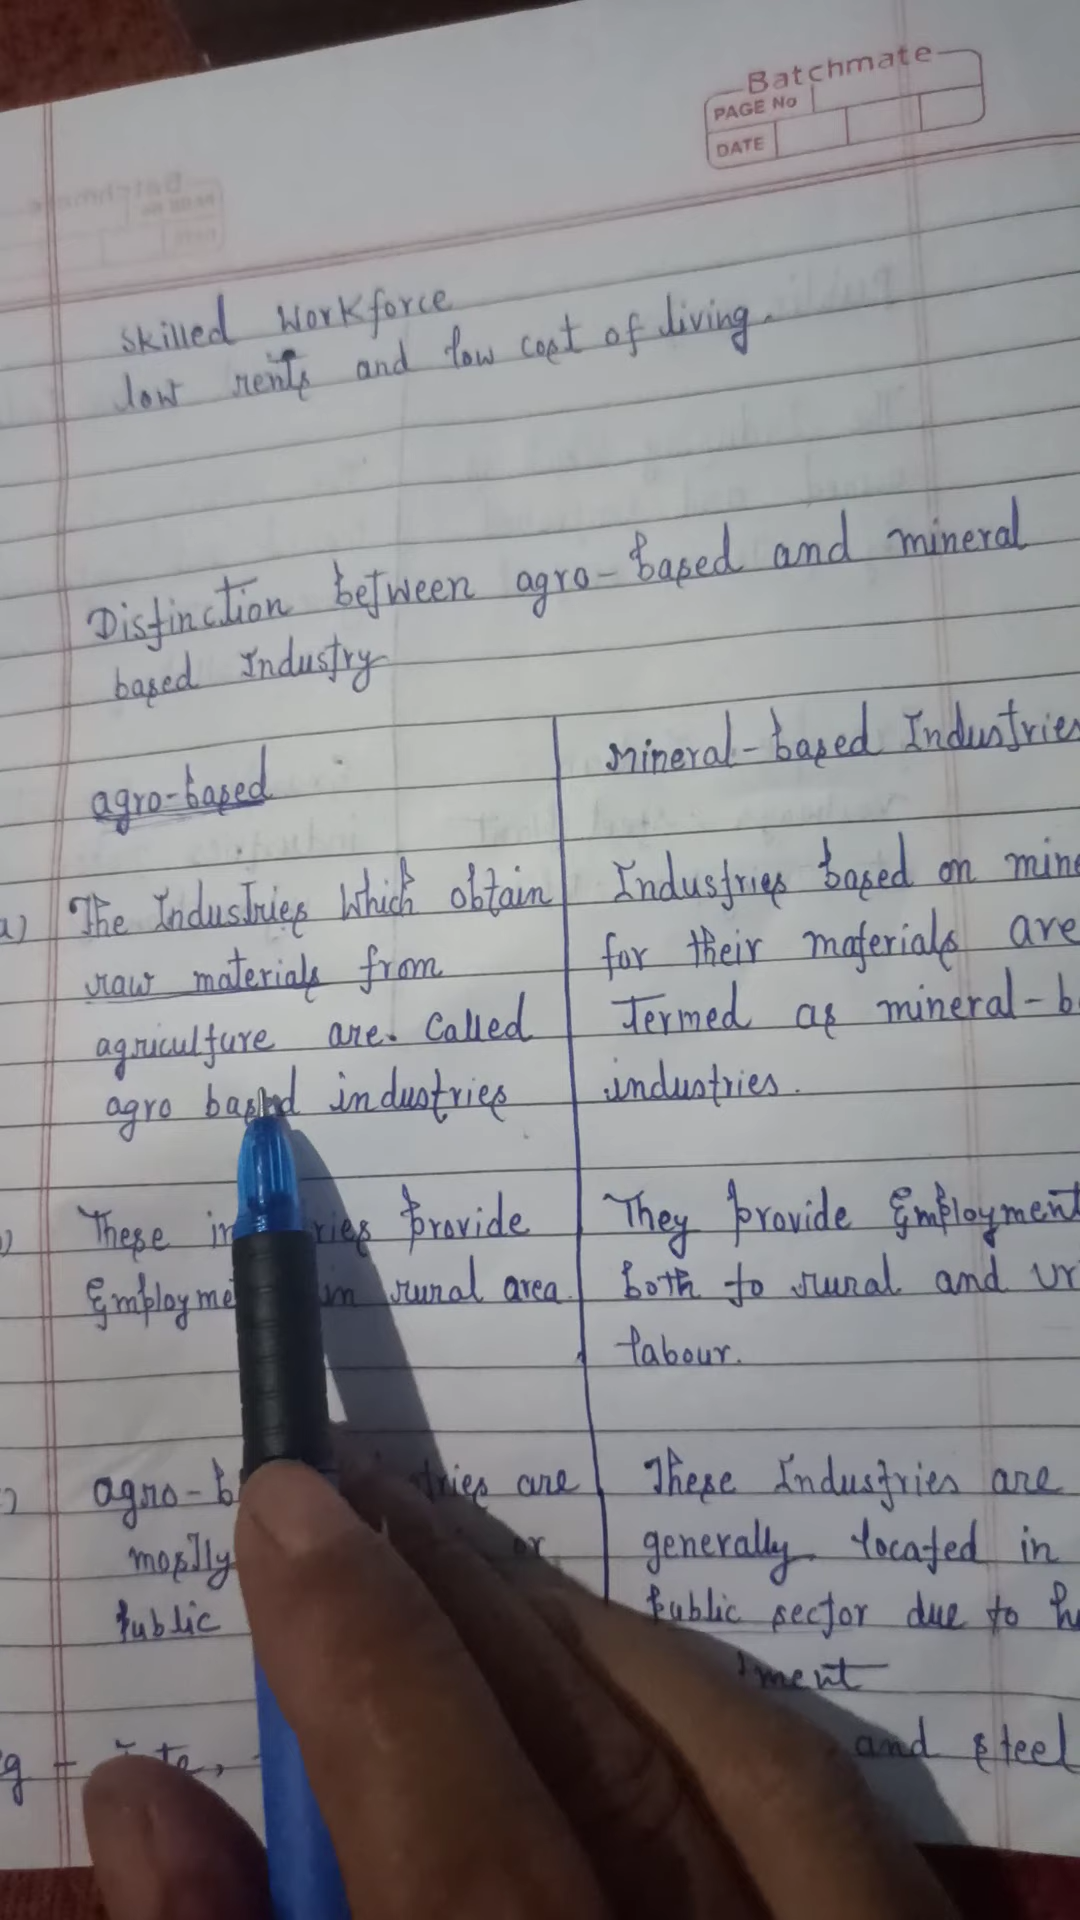 Batchmate
PAGE No
DATE
Skilled Workforce
low rents and low cost of living.
Distinction between agro-based and mineral
based Industry
agro-based
a) The Industries Which obtain
raw materials from
agriculture are. Called
agro based industries
These provide
in rural area.
agro- are
mostly or
public
Mineral-based Industries
Industries based on
for their materials are
Termed as mineral-
industries.
They provide Employment
both to rural and
labour.
These Industries are
generally located in
public sector due to
and steel